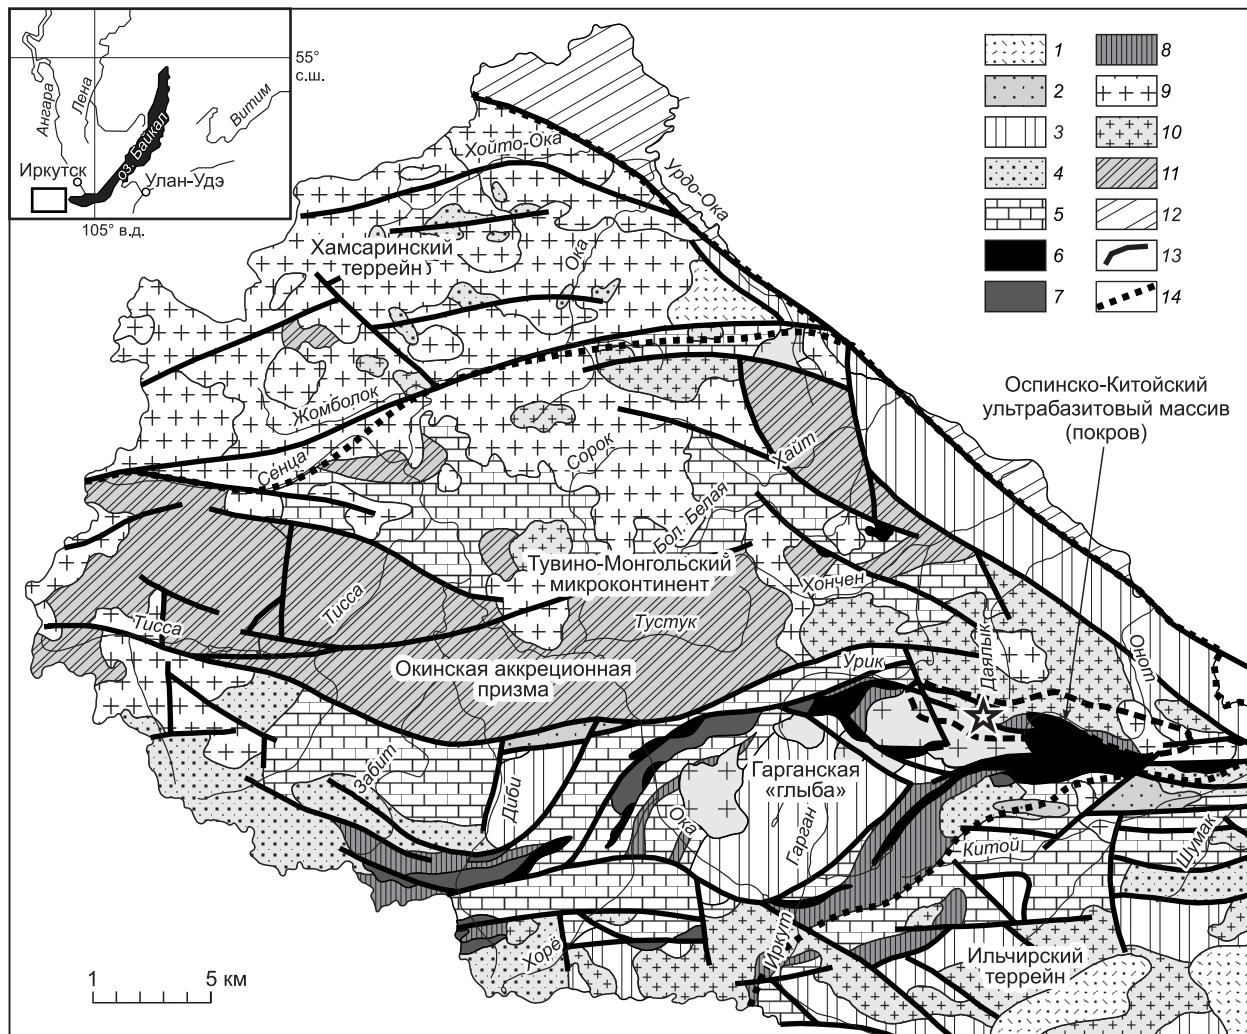 55°
с.ш.
Ангара
Лена
Витим
оз. Байкал
Иркутск
Улан-Удэ
105° в.д.
1
2
3
4
5
6
7
8
9
10
11
12
13
14
Хойто-Ока
Урдо-Ока
Хамсаринский
террейн
Ока
Жомболок
Сенца
Сорок
Хайт
Бол. Белая
Оспинско-Китойский
ультрабазитовый массив
(покров)
Тувино-Монгольский
микроконтинент
Хончен
Тисса
Тисса
Тустук
Окинская аккреционная
призма
Урик
Даялык
Онот
Забит
Диби
Гарганская
«глыба»
Ока
Гарган
Китой
Шумак
Хорё
Иркут
Ильчирский
террейн
1
5 км